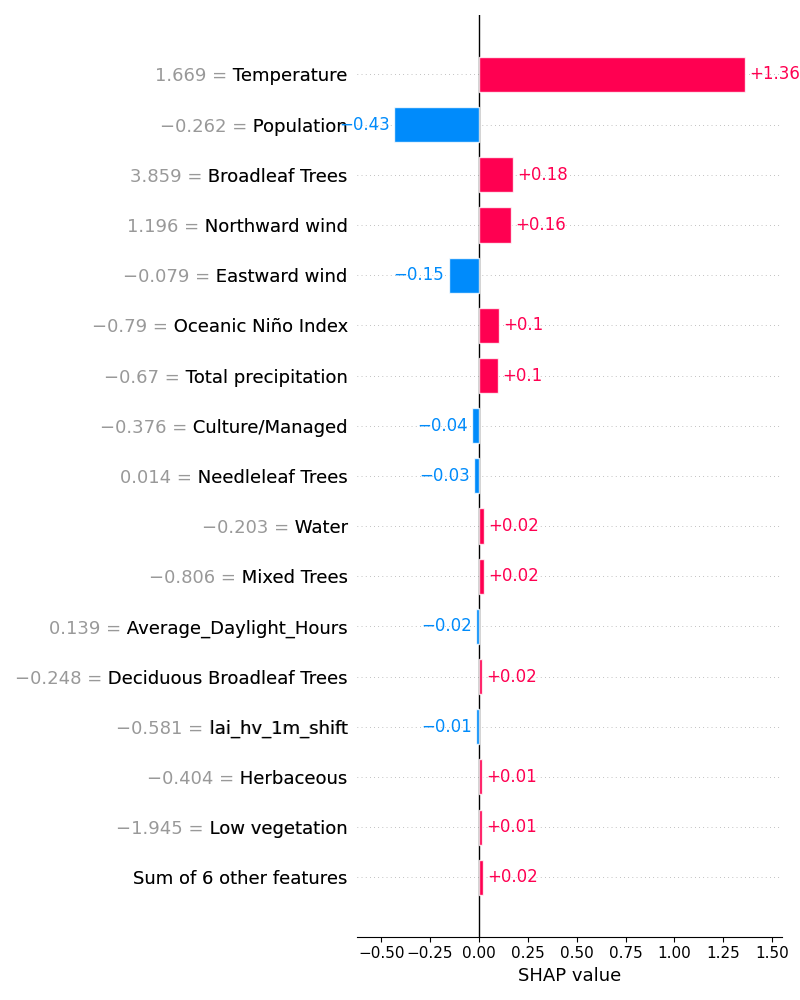 1.669 = Temperature +1.36
−0.262 = Population −0.43
3.859 = Broadleaf Trees +0.18
1.196 = Northward wind +0.16
−0.079 = Eastward wind −0.15
−0.79 = Oceanic Niño Index +0.1
−0.67 = Total precipitation +0.1
−0.376 = Culture/Managed −0.04
0.014 = Needleleaf Trees −0.03
−0.203 = Water +0.02
−0.806 = Mixed Trees +0.02
0.139 = Average_Daylight_Hours −0.02
−0.248 = Deciduous Broadleaf Trees +0.02
−0.581 = lai_hv_1m_shift −0.01
−0.404 = Herbaceous +0.01
−1.945 = Low vegetation +0.01
Sum of 6 other features +0.02
−0.50 −0.25 0.00 0.25 0.50 0.75 1.00 1.25 1.50
SHAP value